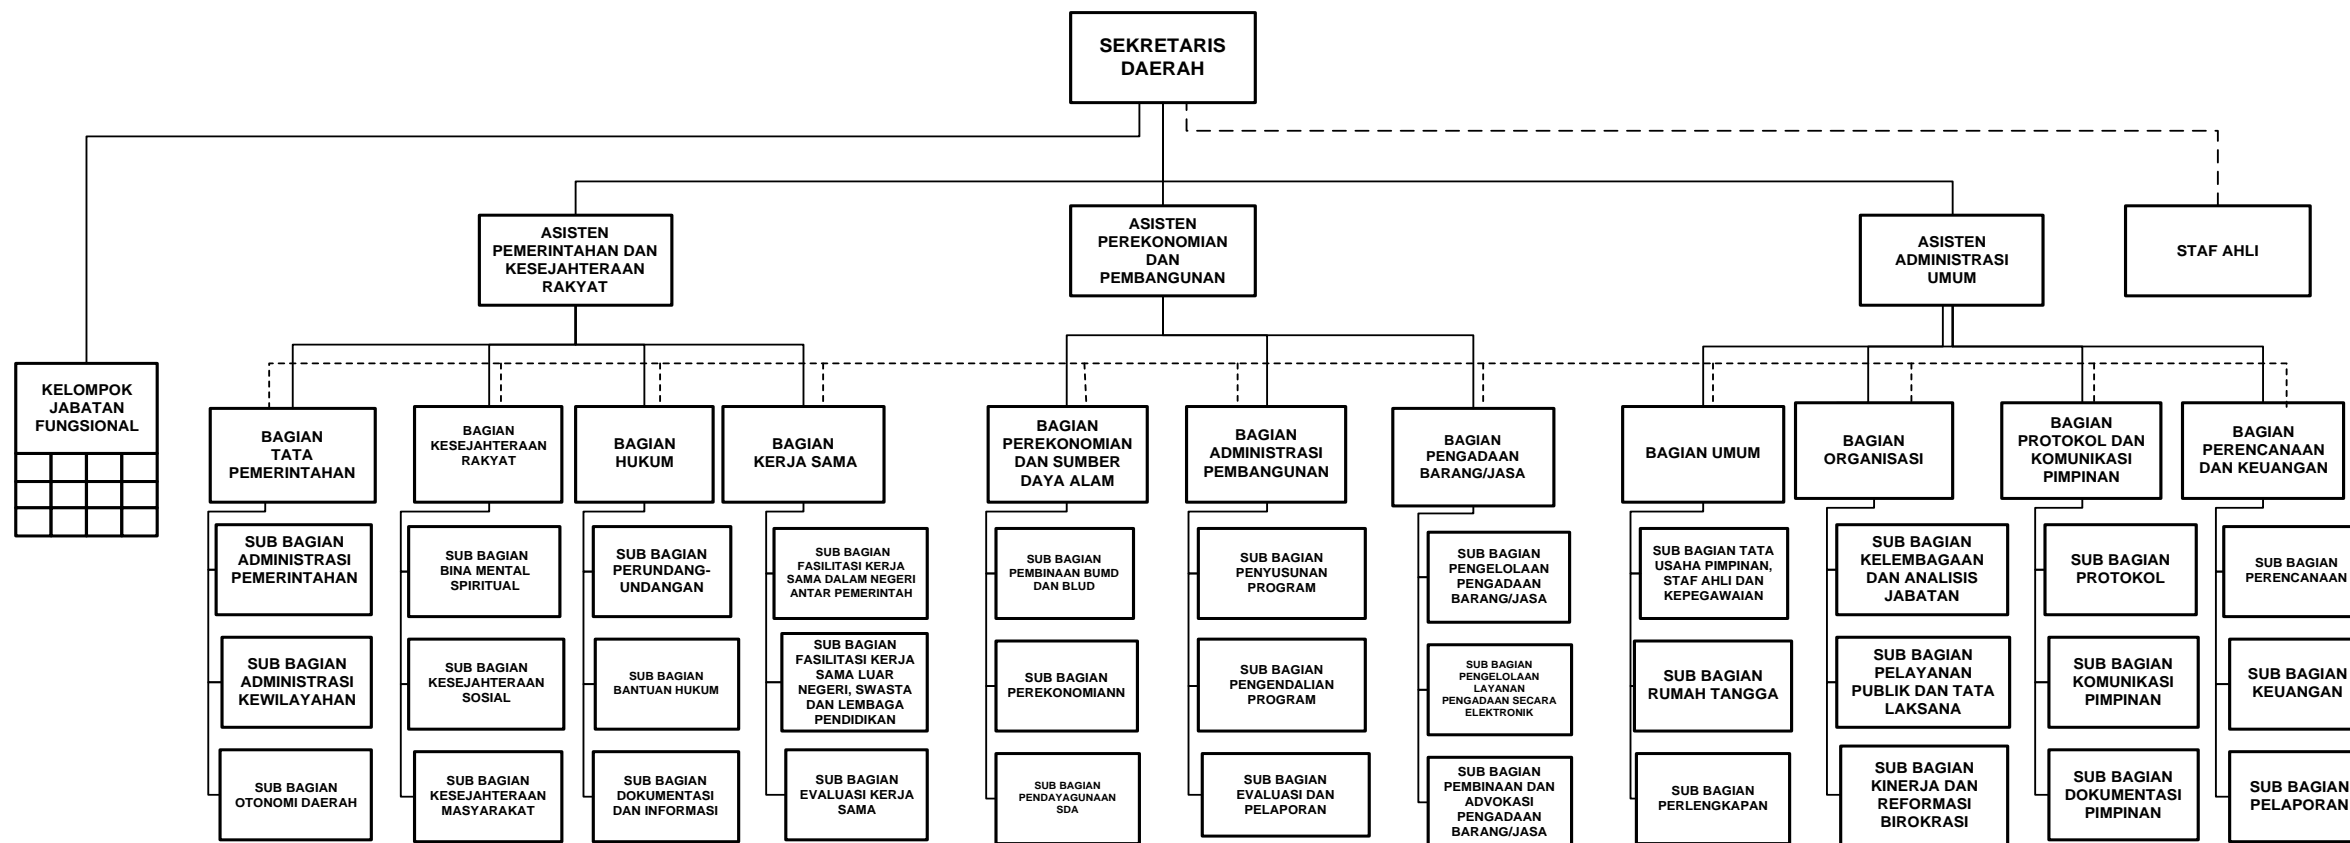 SEKRETARIS
DAERAH
ASISTEN
PEMERINTAHAN DAN
KESEJAHTERAAN
RAKYAT
ASISTEN
PEREKONOMIAN
DAN
PEMBANGUNAN
ASISTEN
ADMINISTRASI
UMUM
STAF AHLI
KELOMPOK
JABATAN
FUNGSIONAL
BAGIAN
TATA
PEMERINTAHAN
BAGIAN
KESEJAHTERAAN
RAKYAT
BAGIAN
HUKUM
BAGIAN
KERJA SAMA
BAGIAN
PEREKONOMIAN
DAN SUMBER
DAYA ALAM
BAGIAN
ADMINISTRASI
PEMBANGUNAN
BAGIAN
PENGADAAN
BARANG/JASA
BAGIAN UMUM
BAGIAN
ORGANISASI
BAGIAN
PROTOKOL DAN
KOMUNIKASI
PIMPINAN
BAGIAN
PERENCANAAN
DAN KEUANGAN
SUB BAGIAN
ADMINISTRASI
PEMERINTAHAN
SUB BAGIAN
BINA MENTAL
SPIRITUAL
SUB BAGIAN
PERUNDANG-
UNDANGAN
SUB BAGIAN
FASILITASI KERJA
SAMA DALAM NEGERI
ANTAR PEMERINTAH
SUB BAGIAN
PEMBINAAN BUMD
DAN BLUD
SUB BAGIAN
PENYUSUNAN
PROGRAM
SUB BAGIAN
PENGELOLAAN
PENGADAAN
BARANG/JASA
SUB BAGIAN TATA
USAHA PIMPINAN,
STAF AHLI DAN
KEPEGAWAIAN
SUB BAGIAN
KELEMBAGAAN
DAN ANALISIS
JABATAN
SUB BAGIAN
PROTOKOL
SUB BAGIAN
PERENCANAAN
SUB BAGIAN
ADMINISTRASI
KEWILAYAHAN
SUB BAGIAN
KESEJAHTERAAN
SOSIAL
SUB BAGIAN
BANTUAN HUKUM
SUB BAGIAN
FASILITASI KERJA
SAMA LUAR
NEGERI, SWASTA
DAN LEMBAGA
PENDIDIKAN
SUB BAGIAN
PEREKONOMIANN
SUB BAGIAN
PENGENDALIAN
PROGRAM
SUB BAGIAN
PENGELOLAAN
LAYANAN
PENGADAAN SECARA
ELEKTRONIK
SUB BAGIAN
RUMAH TANGGA
SUB BAGIAN
PELAYANAN
PUBLIK DAN TATA
LAKSANA
SUB BAGIAN
KOMUNIKASI
PIMPINAN
SUB BAGIAN
KEUANGAN
SUB BAGIAN
OTONOMI DAERAH
SUB BAGIAN
KESEJAHTERAAN
MASYARAKAT
SUB BAGIAN
DOKUMENTASI
DAN INFORMASI
SUB BAGIAN
EVALUASI KERJA
SAMA
SUB BAGIAN
PENDAYAGUNAAN
SDA
SUB BAGIAN
EVALUASI DAN
PELAPORAN
SUB BAGIAN
PEMBINAAN DAN
ADVOKASI
PENGADAAN
BARANG/JASA
SUB BAGIAN
PERLENGKAPAN
SUB BAGIAN
KINERJA DAN
REFORMASI
BIROKRASI
SUB BAGIAN
DOKUMENTASI
PIMPINAN
SUB BAGIAN
PELAPORAN